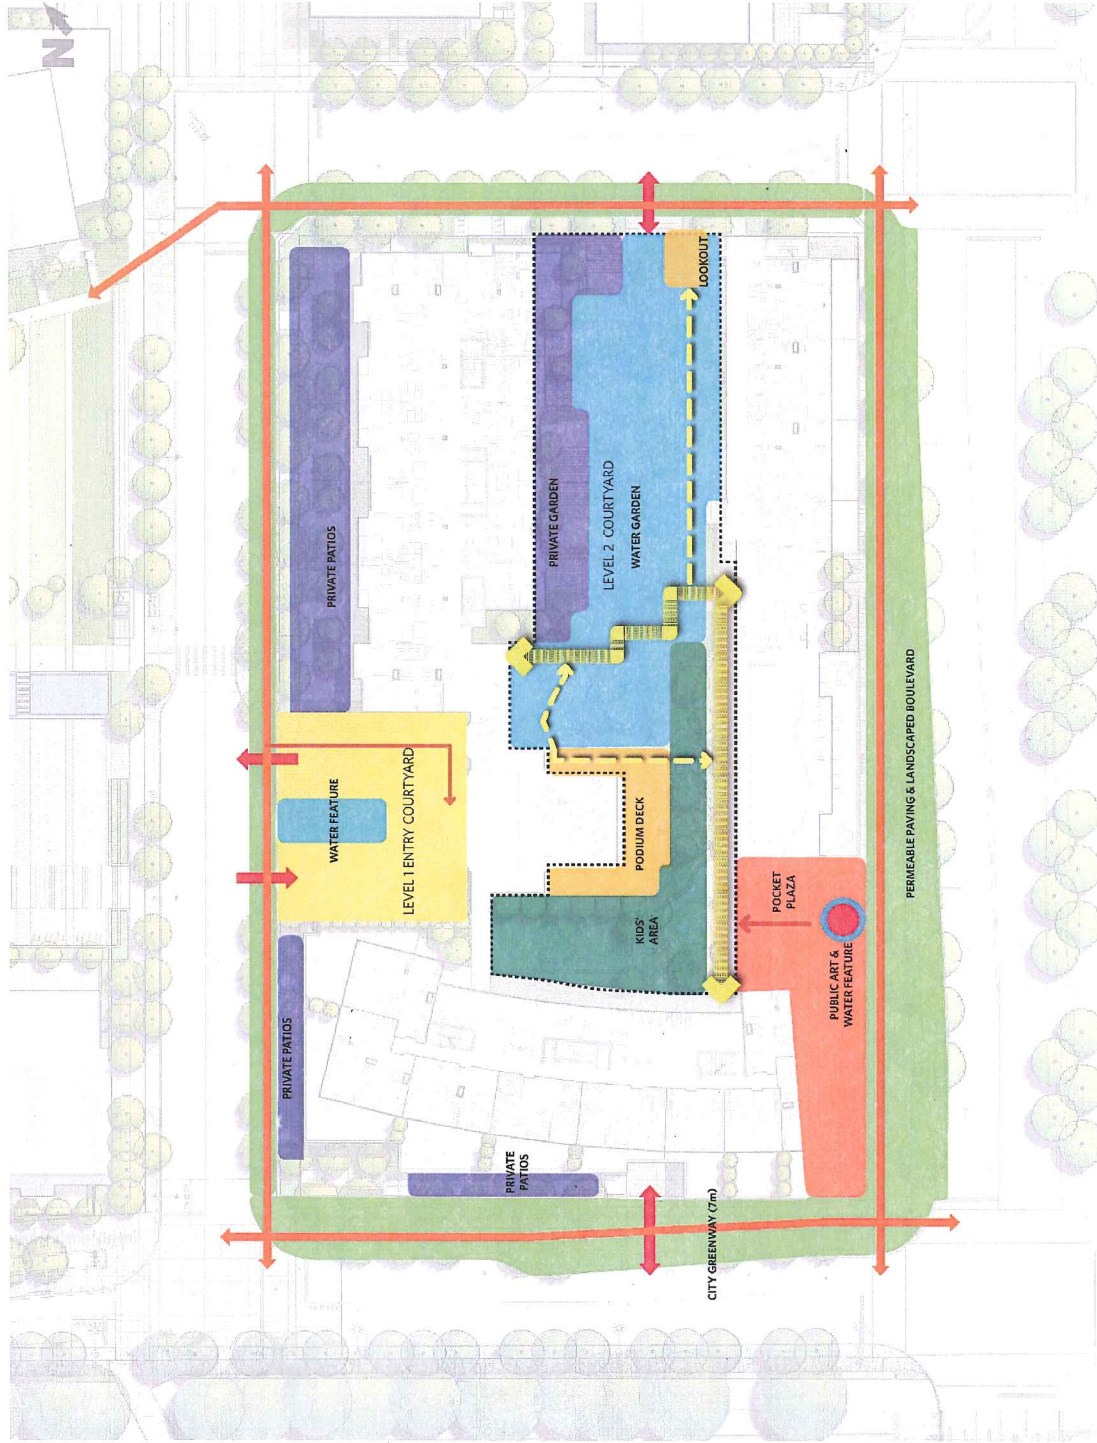 N
PRIVATE PATIOS
WATER FEATURE
LEVEL 1 ENTRY COURTYARD
PRIVATE PATIOS
PRIVATE
PATIOS
PRIVATE GARDEN
LEVEL 2 COURTYARD
WATER GARDEN
LOOKOUT
PODIUM DECK
KIDS'
AREA
POCKET
PLAZA
PUBLIC ART &
WATER FEATURE
CITY GREENWAY (7m)
PERMEABLE PAVING & LANDSCAPED BOULEVARD